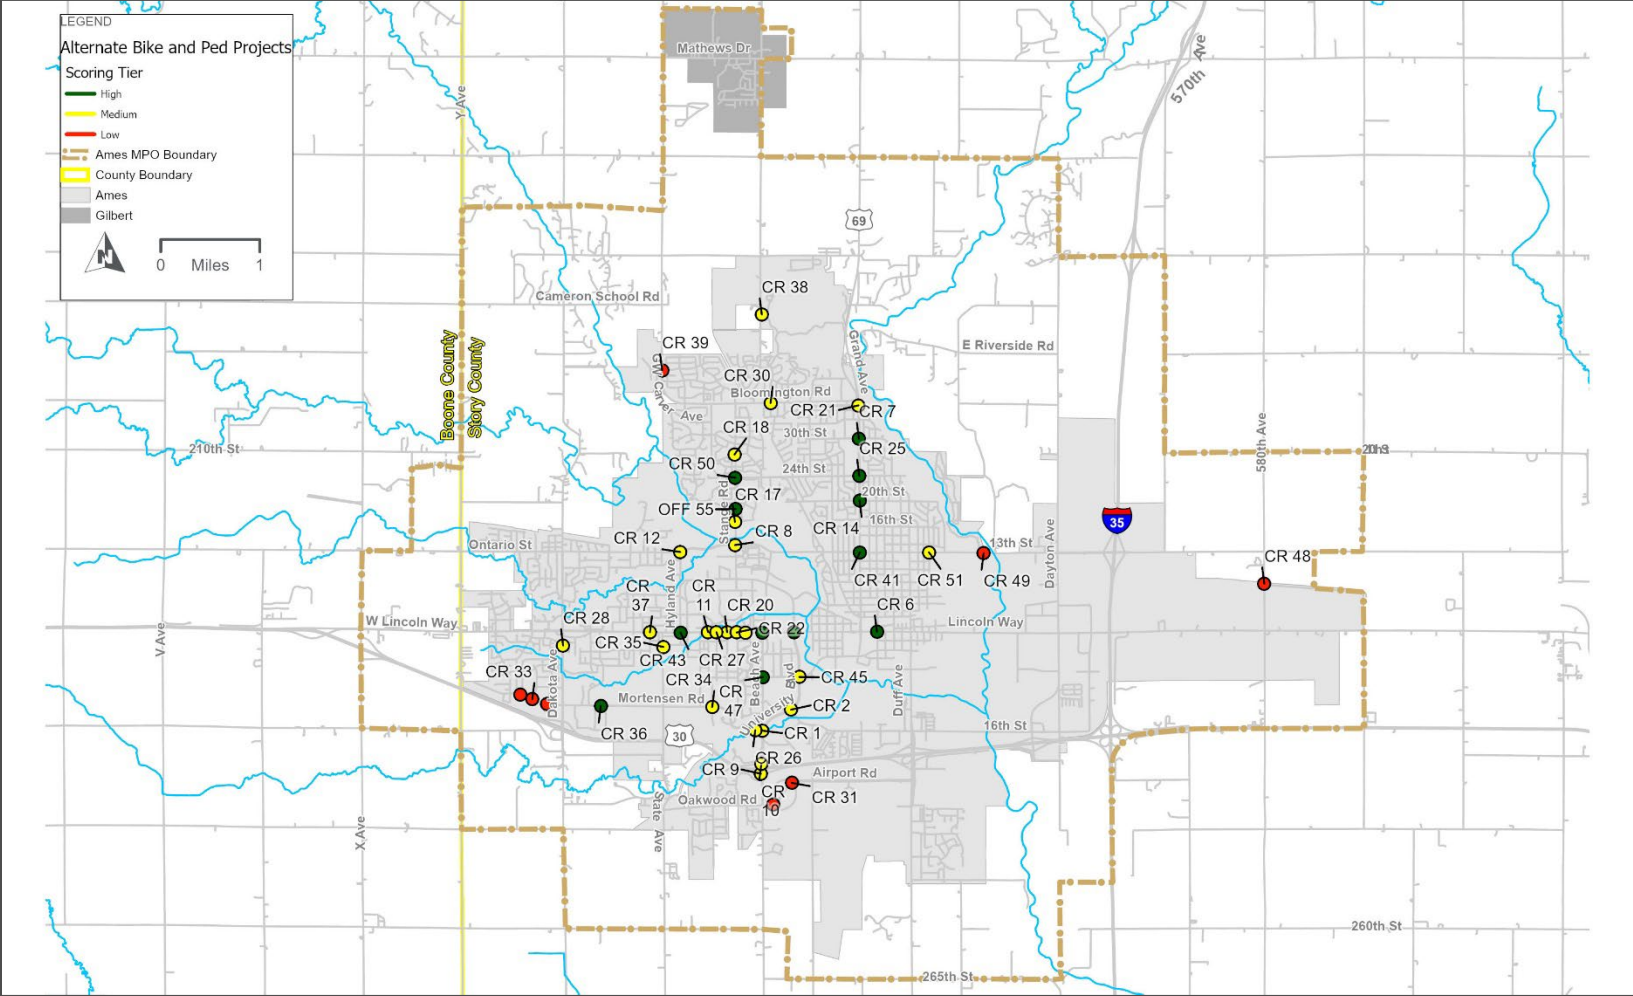 LEGEND
Alternate Bike and Ped Projects
Scoring Tier
High
Medium
Low
Ames MPO Boundary
County Boundary
Ames
Gilbert
N
0 Miles 1
Mathews Dr
Y Ave
570th Ave
69
Cameron School Rd
CR 38
Boone County
Story County
Grand Ave
E Riverside Rd
CR 39
GW Carver Ave
CR 30
Bloomington Rd
CR 21
CR 7
CR 18
30th St
CR 25
210th St
580th Ave
CR 50
24th St
CR 17
20th St
OFF 55
Stange Rd
16th St
CR 14
35
CR 12
CR 8
Ontario St
13th St
Dayton Ave
CR 41
CR 51
CR 49
CR 48
Hyland Ave
CR 37
CR 11
CR 20
CR 6
W Lincoln Way
CR 28
CR 22
Lincoln Way
V Ave
CR 35
CR 43
CR 27
Beach Ave
CR 33
Dakota Ave
CR 34
CR 45
Duff Ave
Mortensen Rd
CR 47
University Blvd
CR 2
CR 36
30
CR 1
16th St
CR 26
CR 9
Airport Rd
CR 10
CR 31
Oakwood Rd
State Ave
X Ave
260th St
265th St